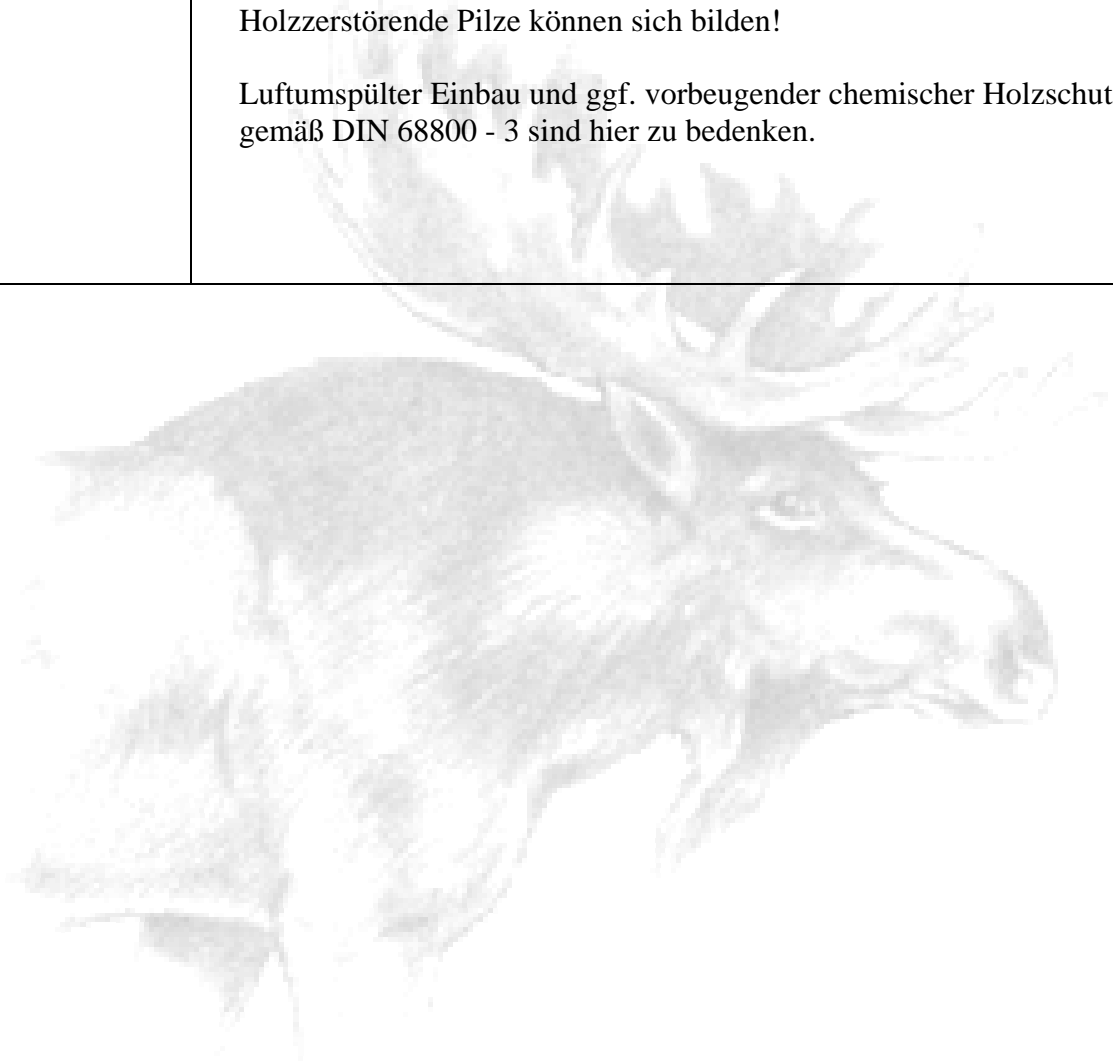 Holzzerstörende Pilze können sich bilden!
Luftumspülter Einbau und ggf. vorbeugender chemischer Holzschut
gemäß DIN 68800 - 3 sind hier zu bedenken.